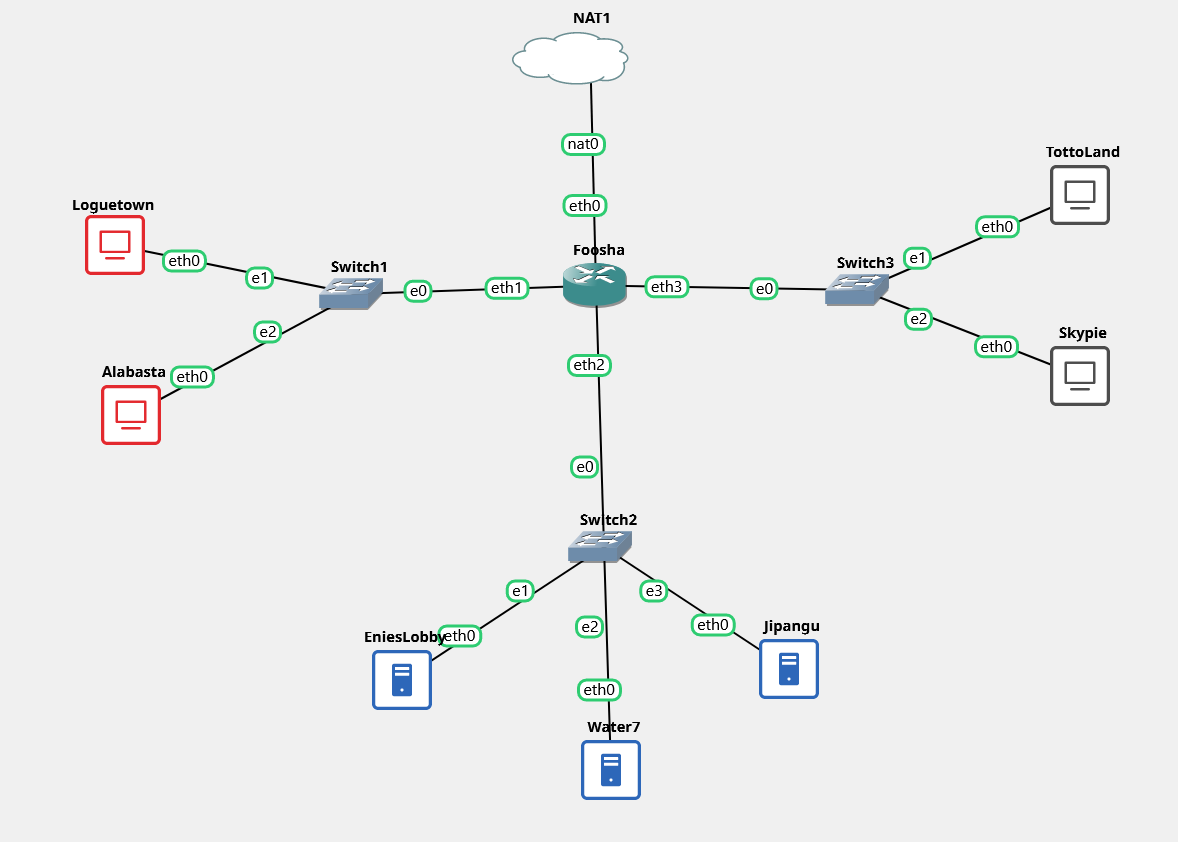 NAT1
nat0
eth0
Foosha
TottoLand
eth0
e1
Switch3
Loguetown
eth0
e1
Switch1
e0
eth1
eth3
e0
e2
eth0
Skypie
e2
Alabasta
eth0
eth2
e0
Switch2
e1
e3
e2
EniesLobby
eth0
eth0
Jipangu
eth0
Water7